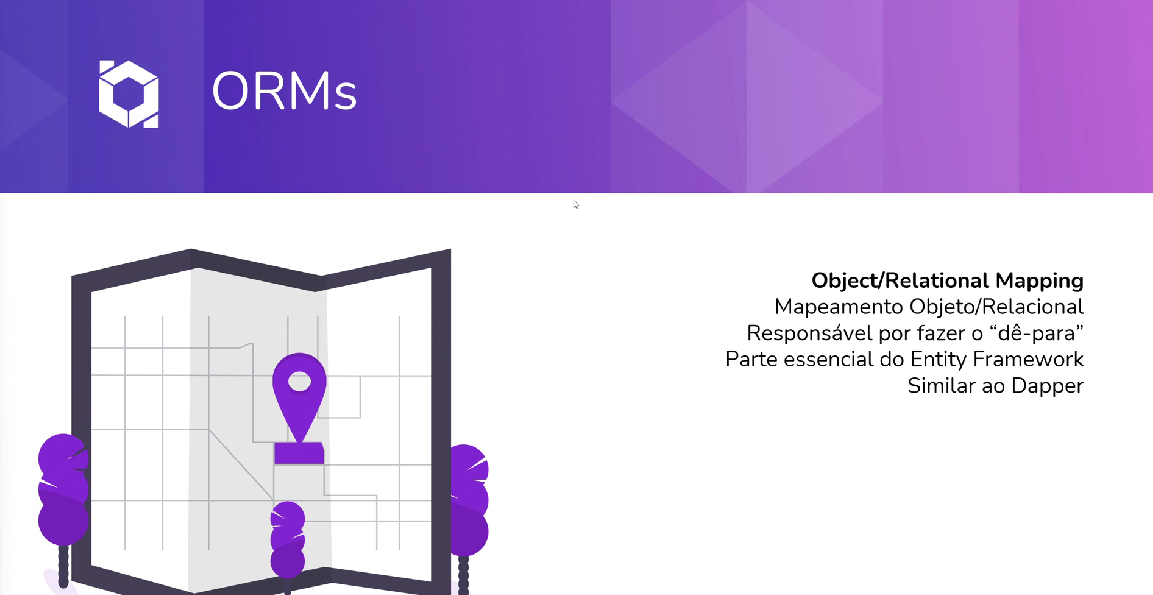 ORMs
Object/Relational Mapping
Mapeamento Objeto/Relacional
Responsável por fazer o “dê-para”
Parte essencial do Entity Framework
Similar ao Dapper